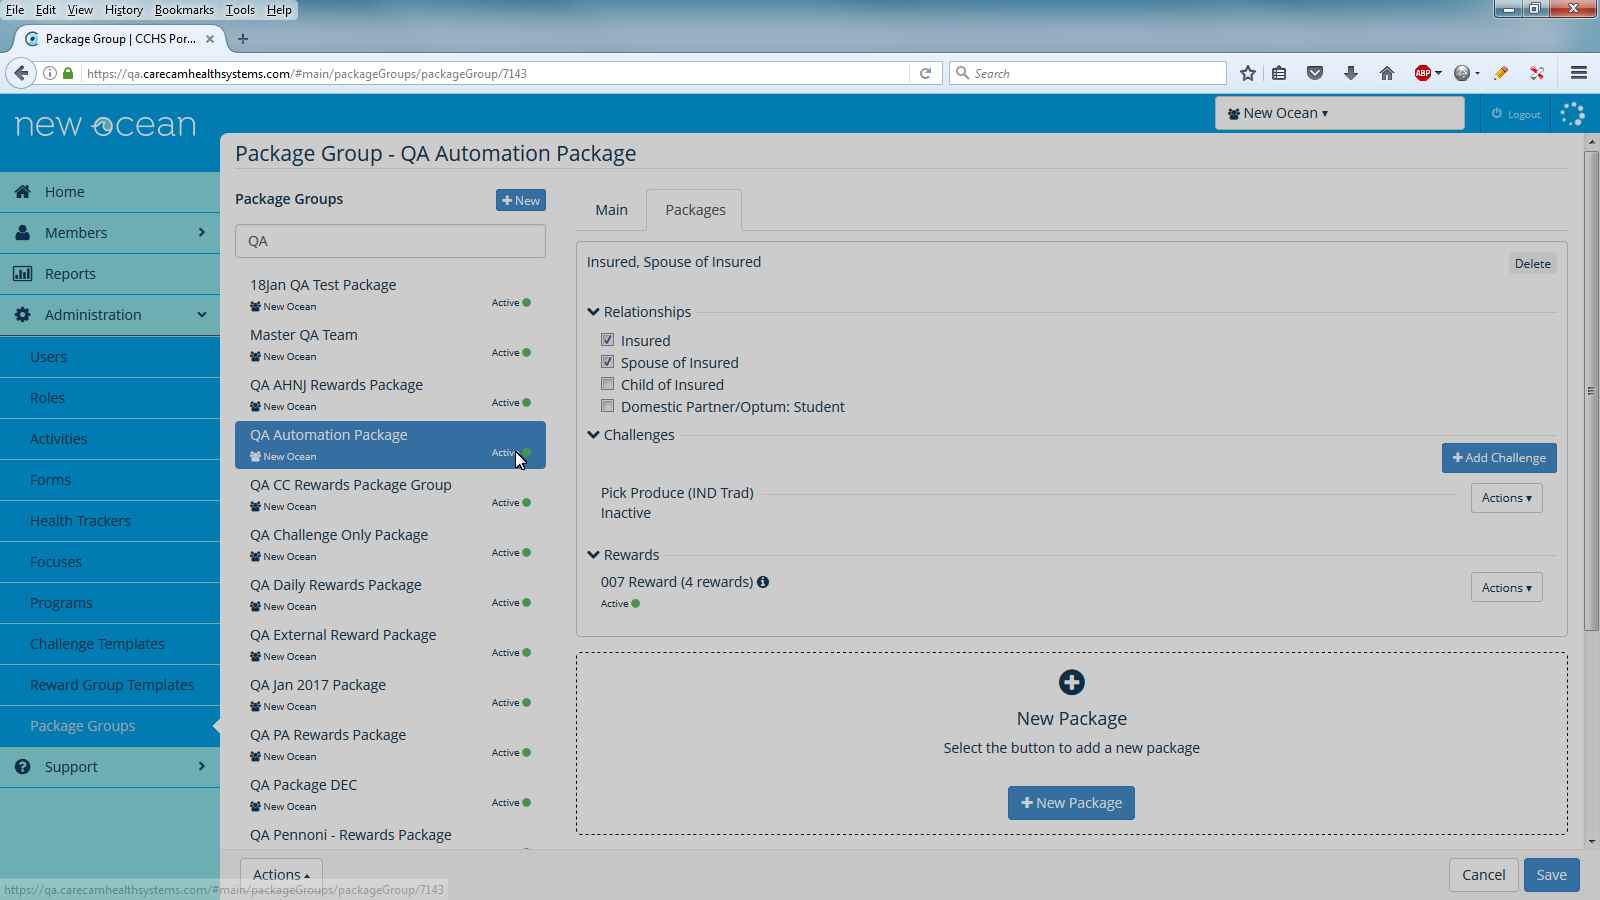 File Edit View History Bookmarks Tools Help
Package Group | CCHS Por...
https://qa.carecamhealthsystems.com/#main/packageGroups/packageGroup/7143
Search
ABP
new ocean
New Ocean
Logout
Home
Members
Reports
Administration
Users
Roles
Activities
Forms
Health Trackers
Focuses
Programs
Challenge Templates
Reward Group Templates
Package Groups
Support
Package Group - QA Automation Package
Package Groups
New
QA
18Jan QA Test Package
New Ocean
Active
Master QA Team
New Ocean
Active
QA AHNJ Rewards Package
New Ocean
Active
QA Automation Package
New Ocean
Active
QA CC Rewards Package Group
New Ocean
Active
QA Challenge Only Package
New Ocean
Active
QA Daily Rewards Package
New Ocean
Active
QA External Reward Package
New Ocean
Active
QA Jan 2017 Package
New Ocean
Active
QA PA Rewards Package
New Ocean
Active
QA Package DEC
New Ocean
Active
QA Pennoni - Rewards Package
Main
Packages
Insured, Spouse of Insured
Delete
Relationships
Insured
Spouse of Insured
Child of Insured
Domestic Partner/Optum: Student
Challenges
Add Challenge
Pick Produce (IND Trad)
Inactive
Actions
Rewards
007 Reward (4 rewards)
Active
Actions
New Package
Select the button to add a new package
New Package
Actions
Cancel
Save
https://qa.carecamhealthsystems.com/#main/packageGroups/packageGroup/7143